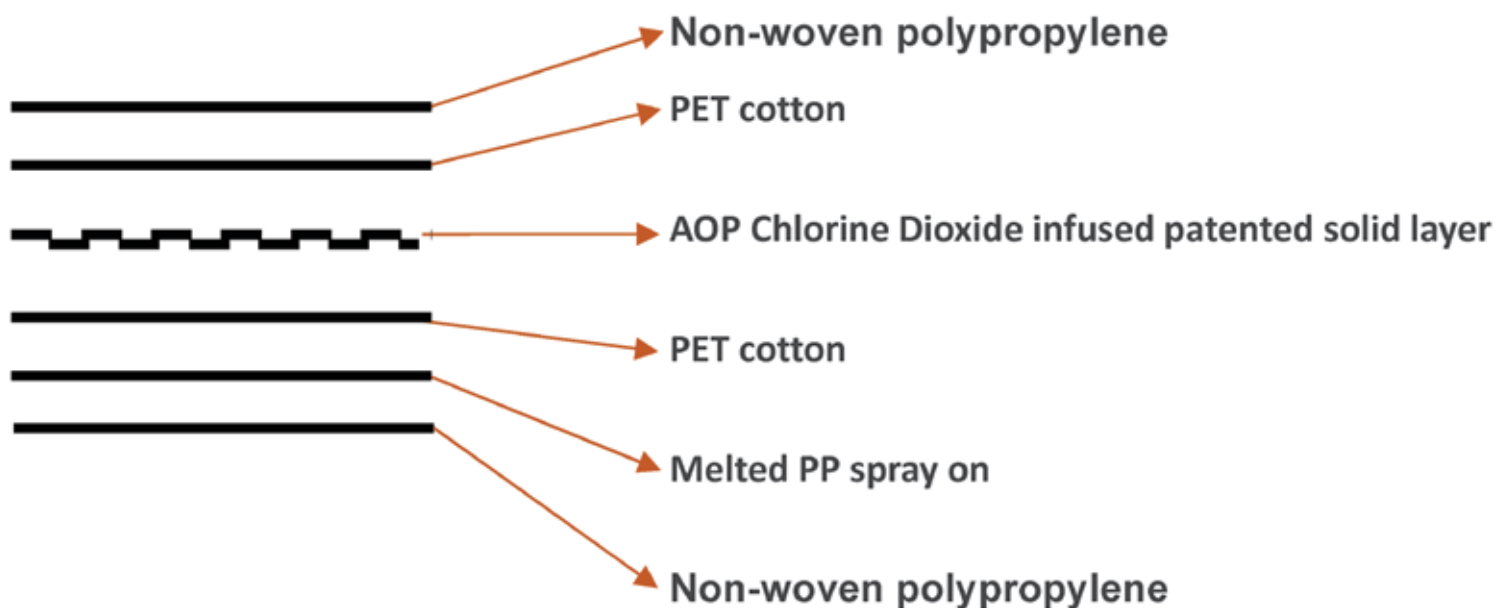 Non-woven polypropylene
PET cotton
AOP Chlorine Dioxide infused patented solid layer
PET cotton
Melted PP spray on
Non-woven polypropylene